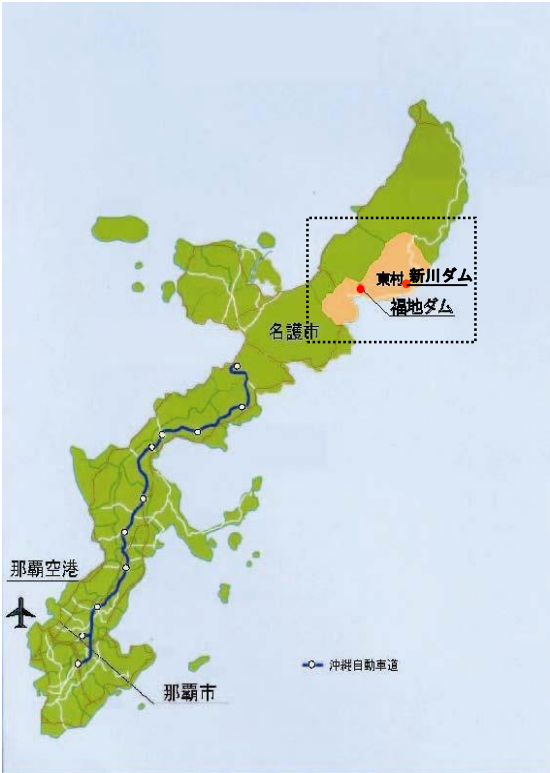 東村
新川ダム
福地ダム
名護市
那覇空港
那覇市
沖縄自動車道